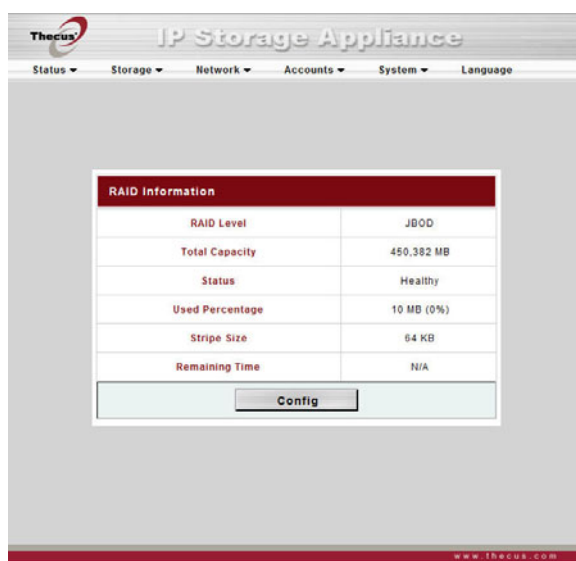 Thecus
IP Storage Appliance
Status Storage Network Accounts System Language
RAID Information
RAID Level JBOD
Total Capacity 450,382 MB
Status Healthy
Used Percentage 10 MB (0%)
Stripe Size 64 KB
Remaining Time N/A
Config
www.thecus.com